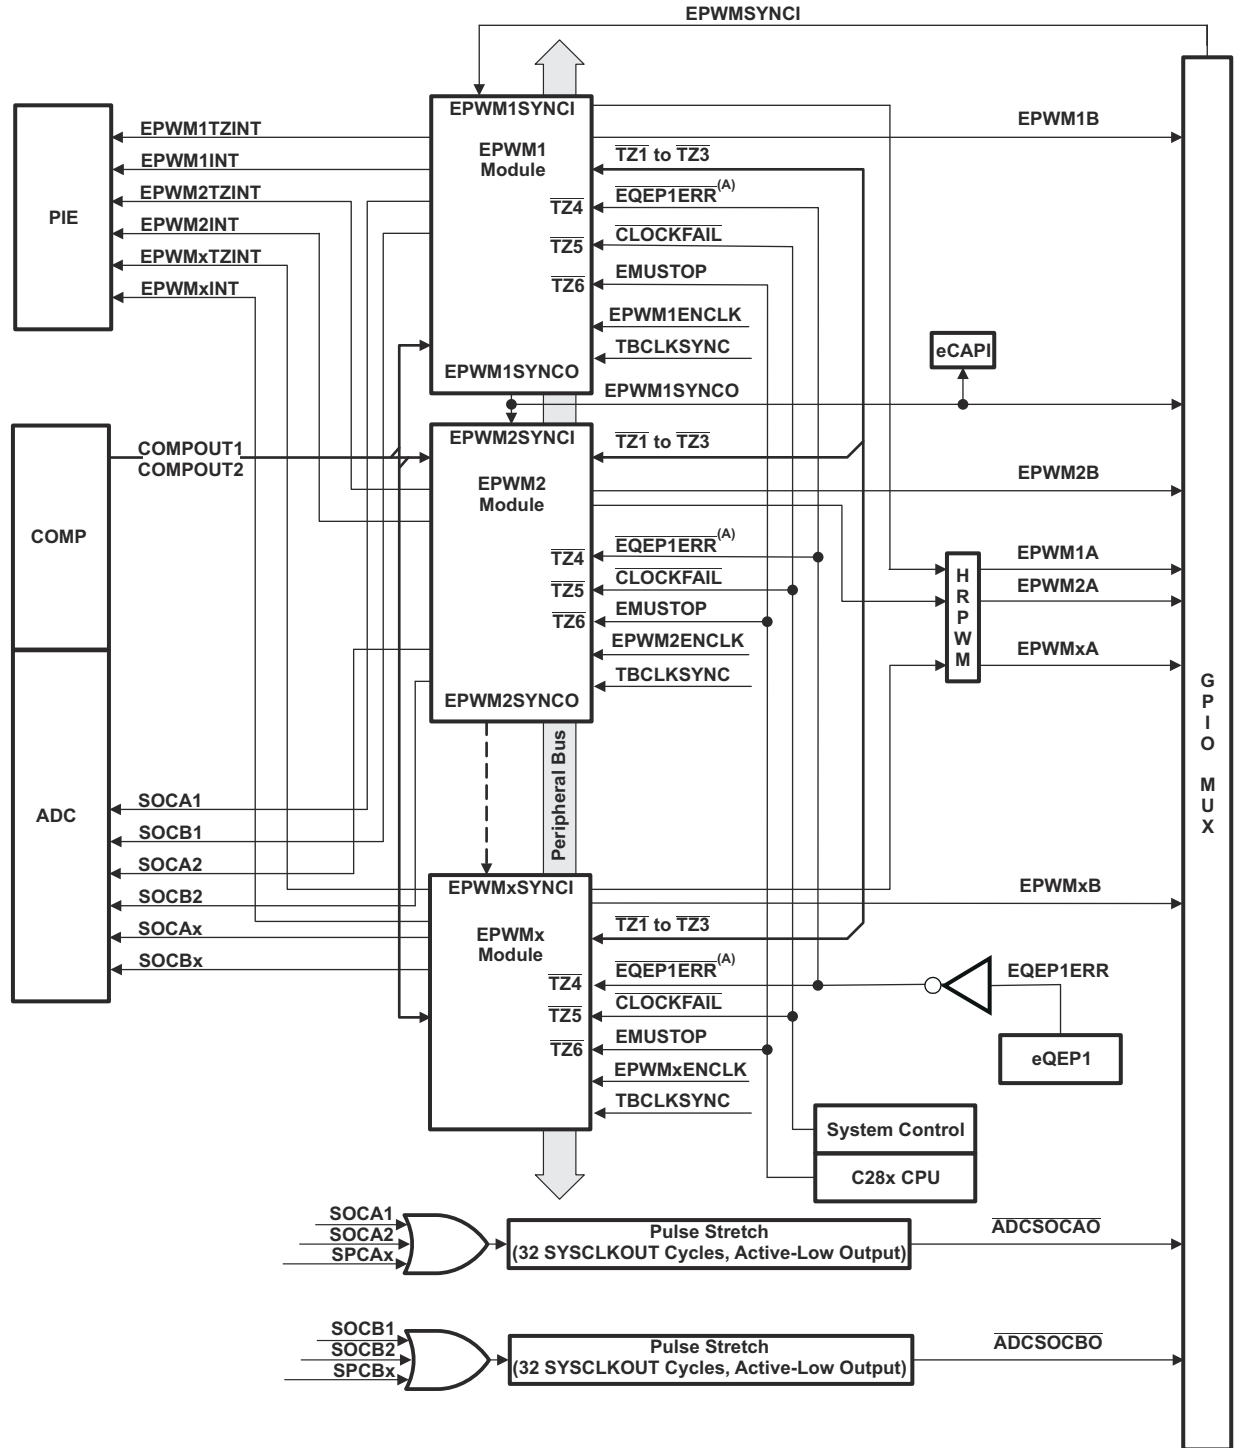 EPWMSYNCI
EPWM1SYNCI
EPWM1B
EPWM1TZINT
EPWM1
Module
TZ1 to TZ3
EPWM1INT
EPWM2TZINT
PIE
TZ4
EQEP1ERR(A)
EPWM2INT
TZ5
CLOCKFAIL
EPWMxTZINT
TZ6
EMUSTOP
EPWMxINT
EPWM1ENCLK
TBCLKSYNC
eCAPI
EPWM1SYNCO
EPWM1SYNCO
EPWM2SYNCI
TZ1 to TZ3
COMPOUT1
COMPOUT2
EPWM2B
EPWM2
Module
COMP
TZ4
EQEP1ERR(A)
EPWM1A
TZ5
CLOCKFAIL
HRPWM
EPWM2A
TZ6
EMUSTOP
EPWM2ENCLK
EPWMxA
TBCLKSYNC
EPWM2SYNCO
GPIO MUX
Peripheral Bus
ADC
SOCA1
SOCB1
SOCA2
EPWMxSYNCI
EPWMxB
SOCB2
TZ1 to TZ3
SOCAx
EPWMx
Module
SOCBx
TZ4
EQEP1ERR(A)
EQEP1ERR
TZ5
CLOCKFAIL
TZ6
EMUSTOP
eQEP1
EPWMxENCLK
TBCLKSYNC
System Control
C28x CPU
SOCA1
SOCA2
SPCAx
Pulse Stretch
(32 SYSCLKOUT Cycles, Active-Low Output)
ADCSOCAO
SOCB1
SOCB2
SPCBx
Pulse Stretch
(32 SYSCLKOUT Cycles, Active-Low Output)
ADCSOCBO